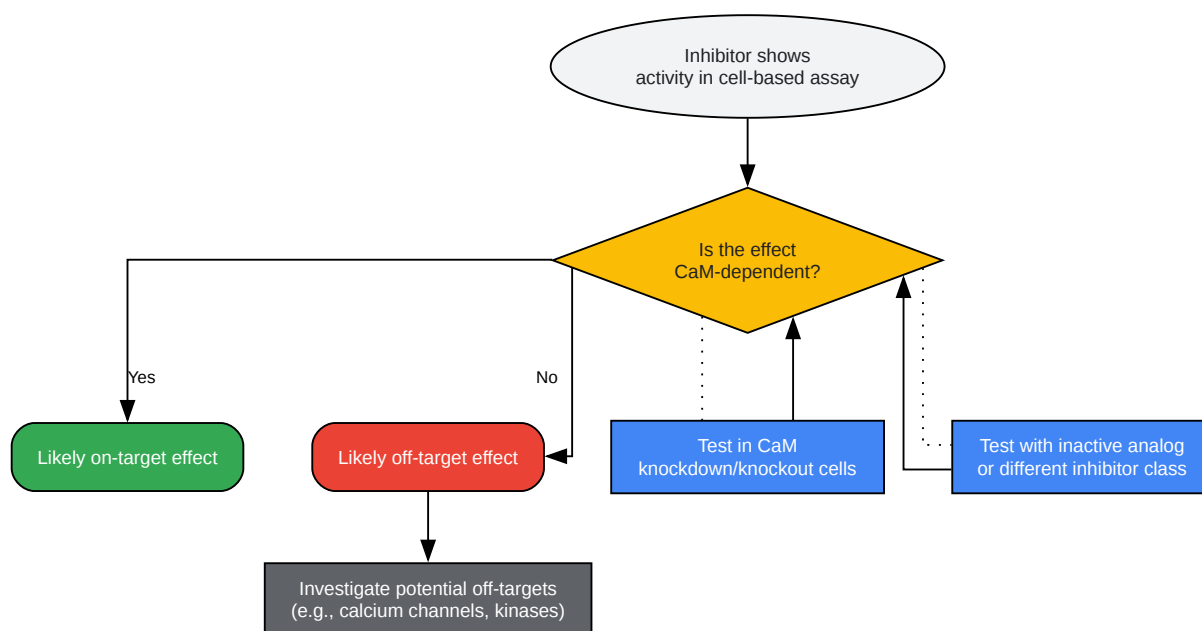 Inhibitor shows
activity in cell-based assay
Is the effect
CaM-dependent?
Yes
No
Likely on-target effect
Likely off-target effect
Test in CaM
knockdown/knockout cells
Test with inactive analog
or different inhibitor class
Investigate potential off-targets
(e.g., calcium channels, kinases)